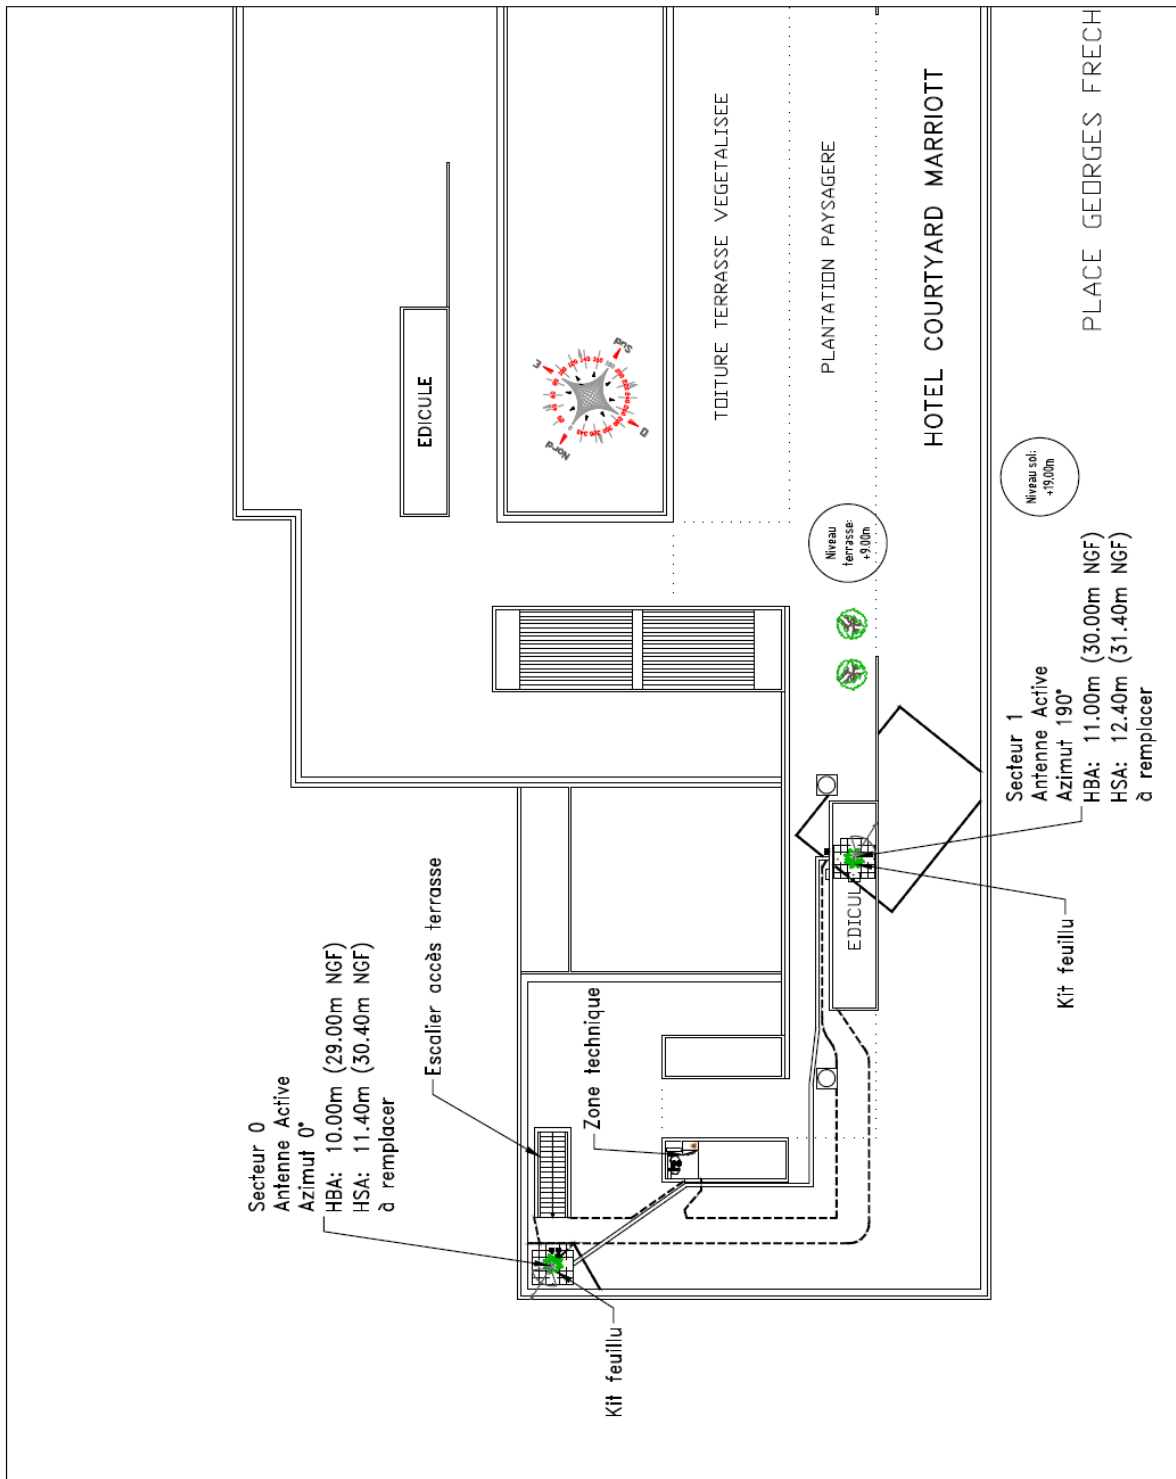 Secteur 0
Antenne Active
Azimut 0°
HBA: 10.00m (29.00m NGF)
HSA: 11.40m (30.40m NGF)
à remplacer
Escalier accès terrasse
Zone technique
Kit feuillu
EDICULE
Nord
Sud
E
O
TOITURE TERRASSE VEGETALISEE
PLANTATION PAYSAGERE
HOTEL COURTYARD MARRIOTT
PLACE GEORGES FRECH
Niveau
terrasse:
+9.00m
Niveau sol:
+19.00m
EDICUL
Secteur 1
Antenne Active
Azimut 190°
HBA: 11.00m (30.00m NGF)
HSA: 12.40m (31.40m NGF)
à remplacer
Kit feuillu